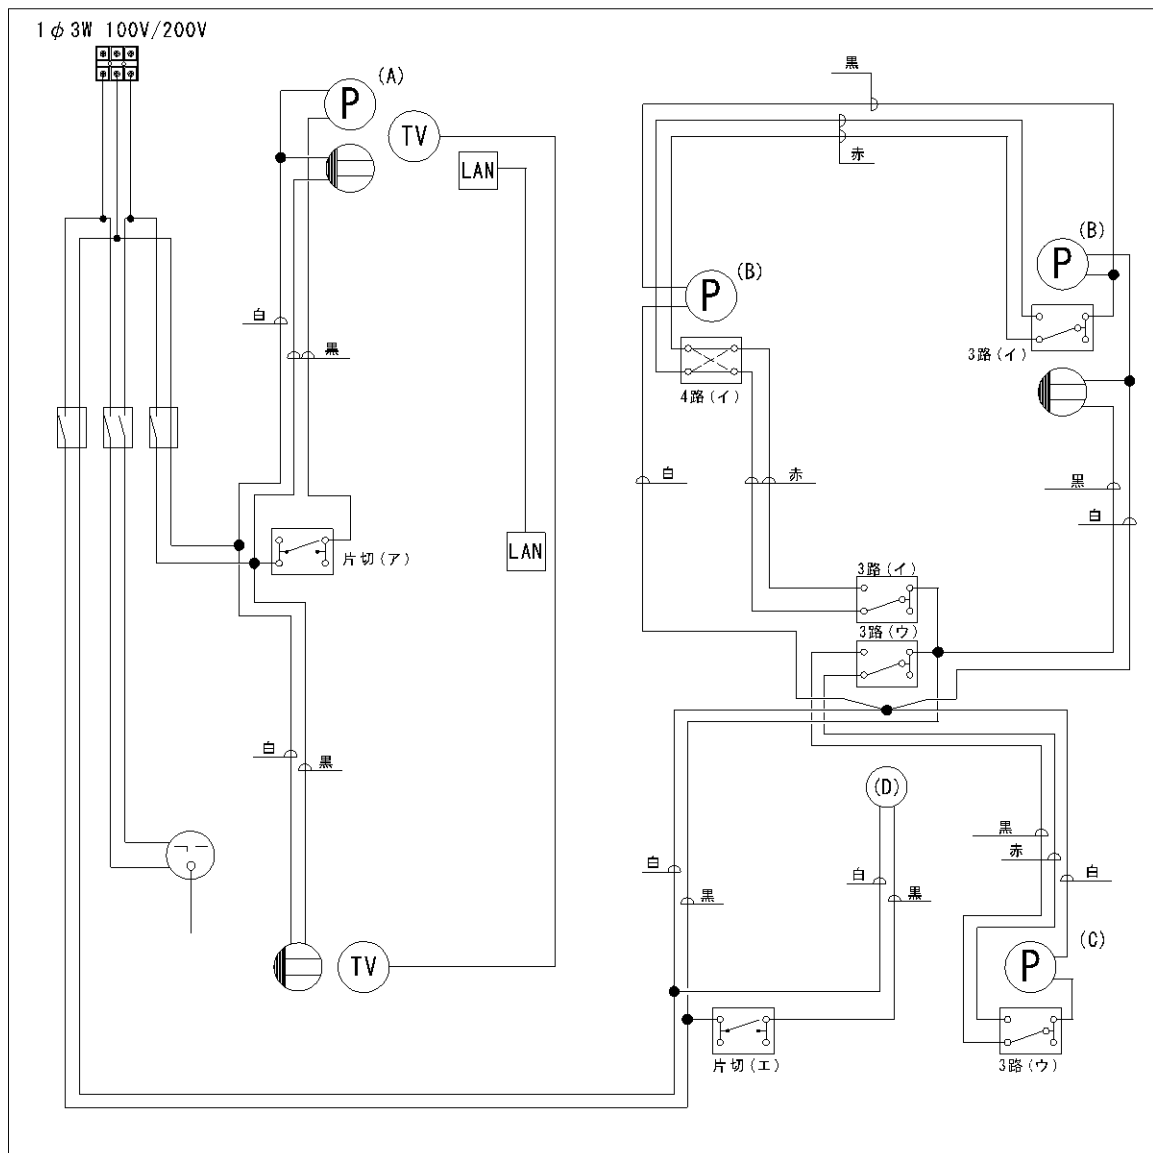 1φ3W 100V/200V
黒
P
(A)
TV
赤
LAN
(B)
P
(B)
P
白
黒
3路(イ)
4路(イ)
白
赤
黒
白
LAN
片切(ア)
3路(イ)
3路(ウ)
白
黒
(D)
黒
白
赤
白
白
黒
黒
(C)
TV
P
片切(エ)
3路(ウ)